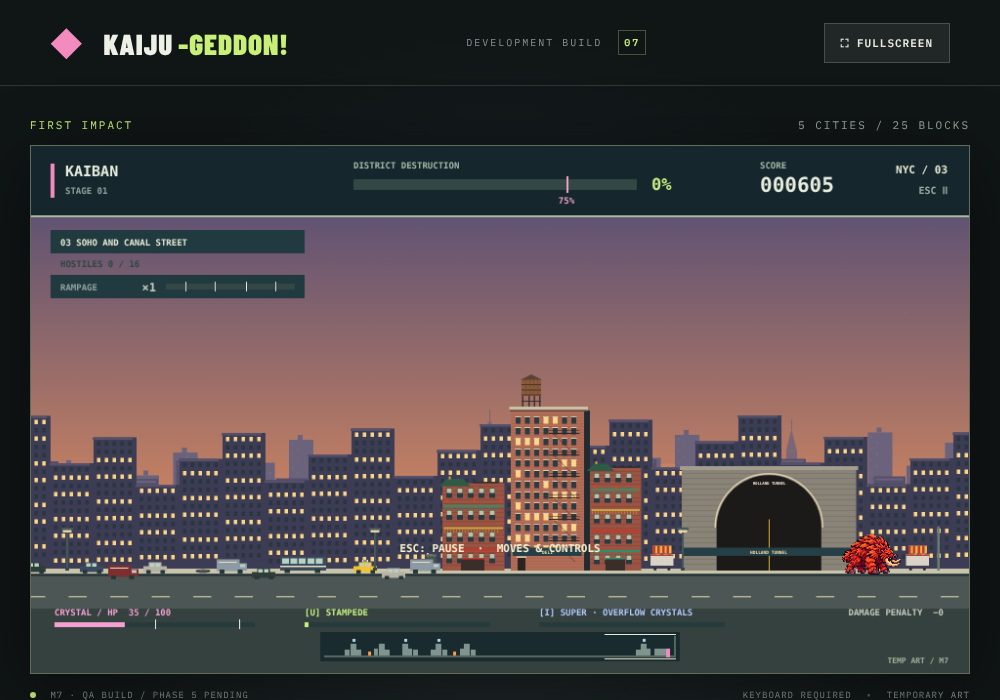 KAIJU-GEDDON!
DEVELOPMENT BUILD 07
FULLSCREEN
FIRST IMPACT
5 CITIES / 25 BLOCKS
KAIBAN
STAGE 01
DISTRICT DESTRUCTION
0%
75%
SCORE
000605
NYC / 03
ESC II
03 SOHO AND CANAL STREET
HOSTILES 0 / 16
RAMPAGE ×1
HOLLAND TUNNEL
ESC: PAUSE · MOVES & CONTROLS
HOLLAND TUNNEL
CRYSTAL / HP 35 / 100
[U] STAMPEDE
[I] SUPER · OVERFLOW CRYSTALS
DAMAGE PENALTY −0
TEMP ART / M7
M7 · QA BUILD / PHASE 5 PENDING
KEYBOARD REQUIRED • TEMPORARY ART